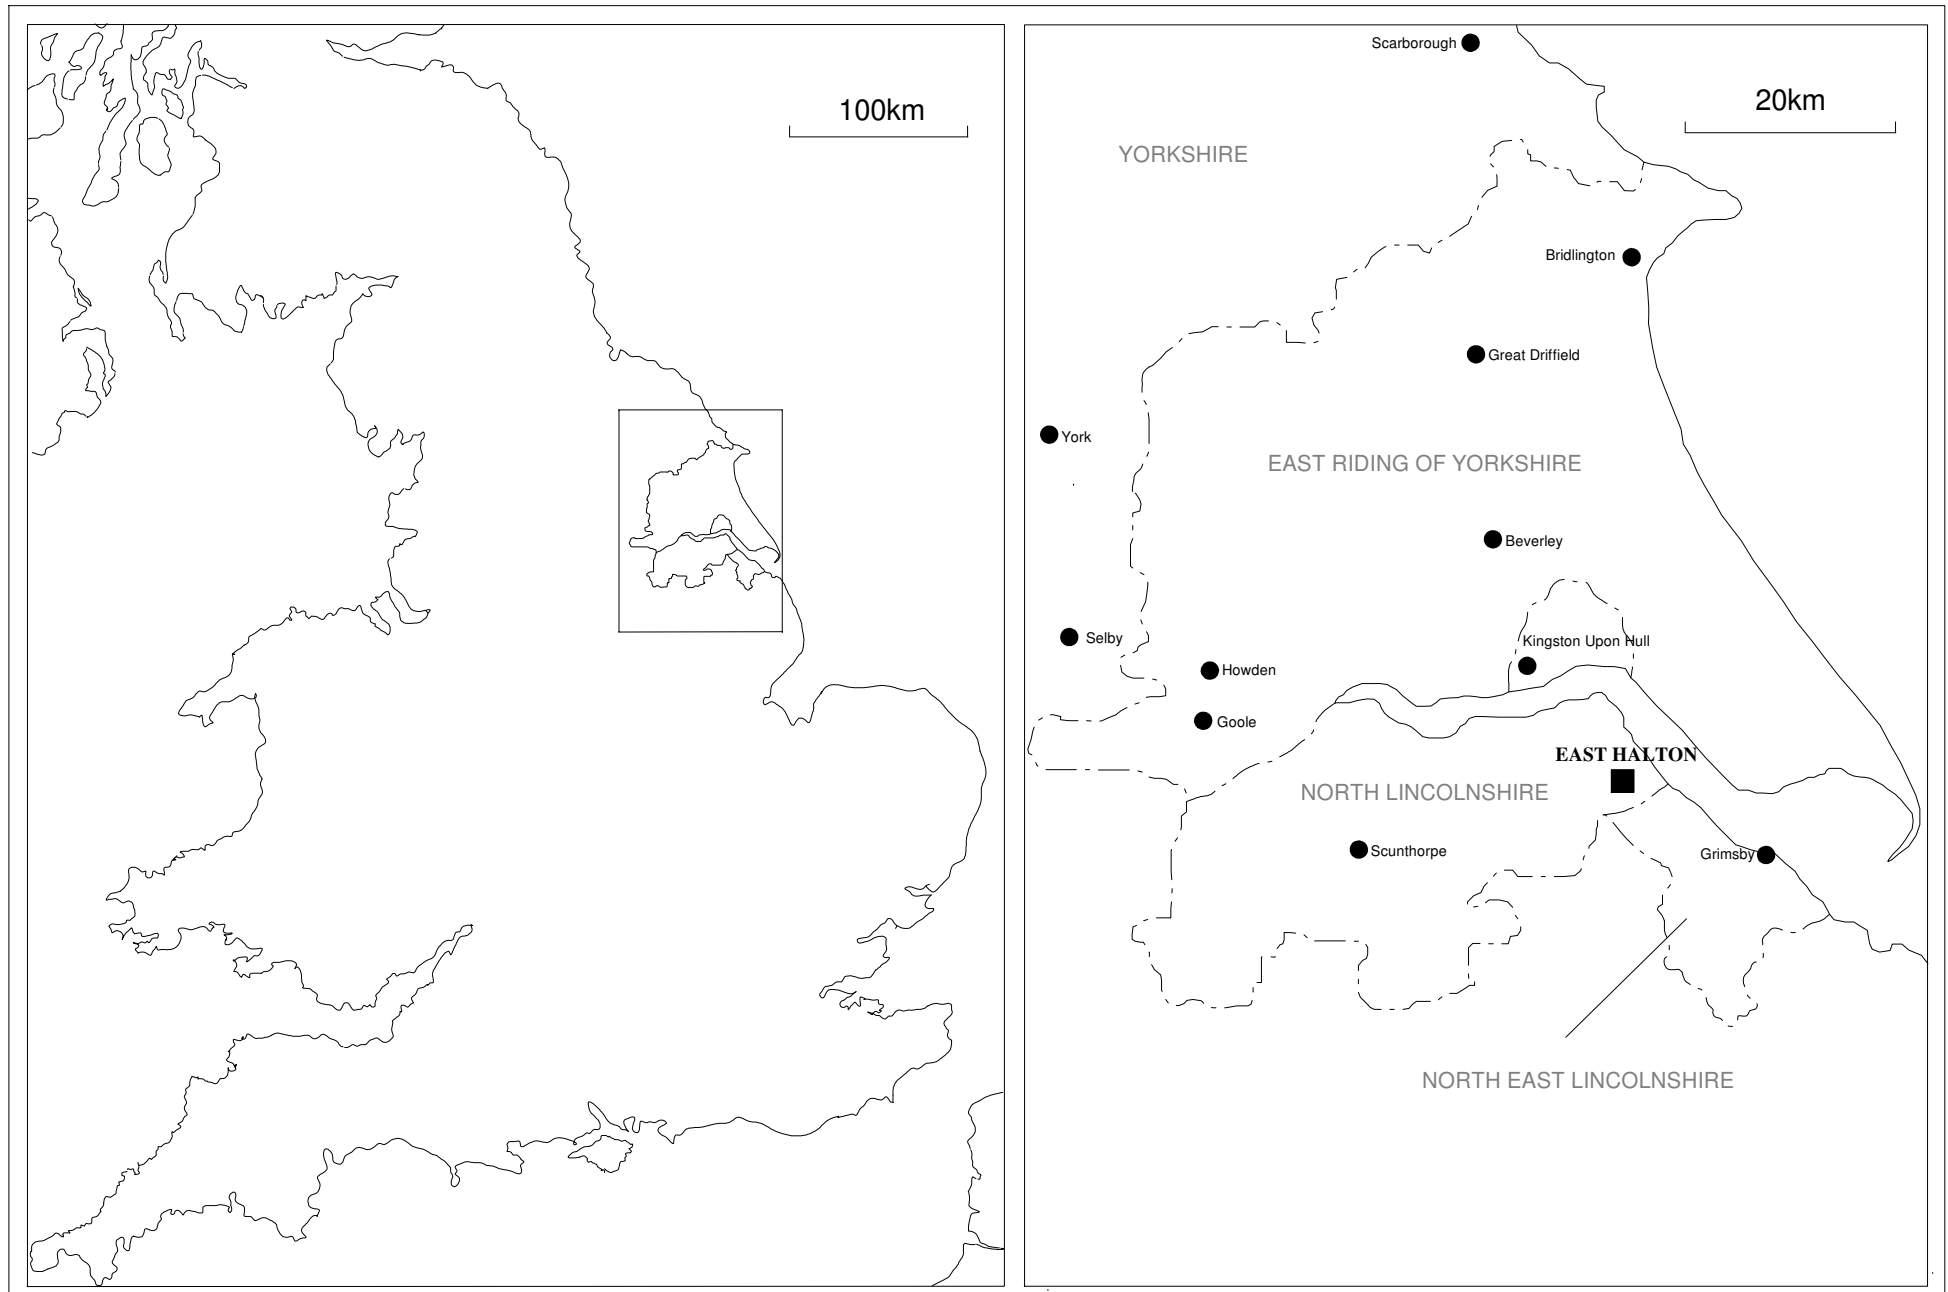 100km
Scarborough
20km
YORKSHIRE
Bridlington
Great Driffield
York
EAST RIDING OF YORKSHIRE
Beverley
Selby
Kingston Upon Hull
Howden
Goole
EAST HALTON
NORTH LINCOLNSHIRE
Scunthorpe
Grimsby
NORTH EAST LINCOLNSHIRE